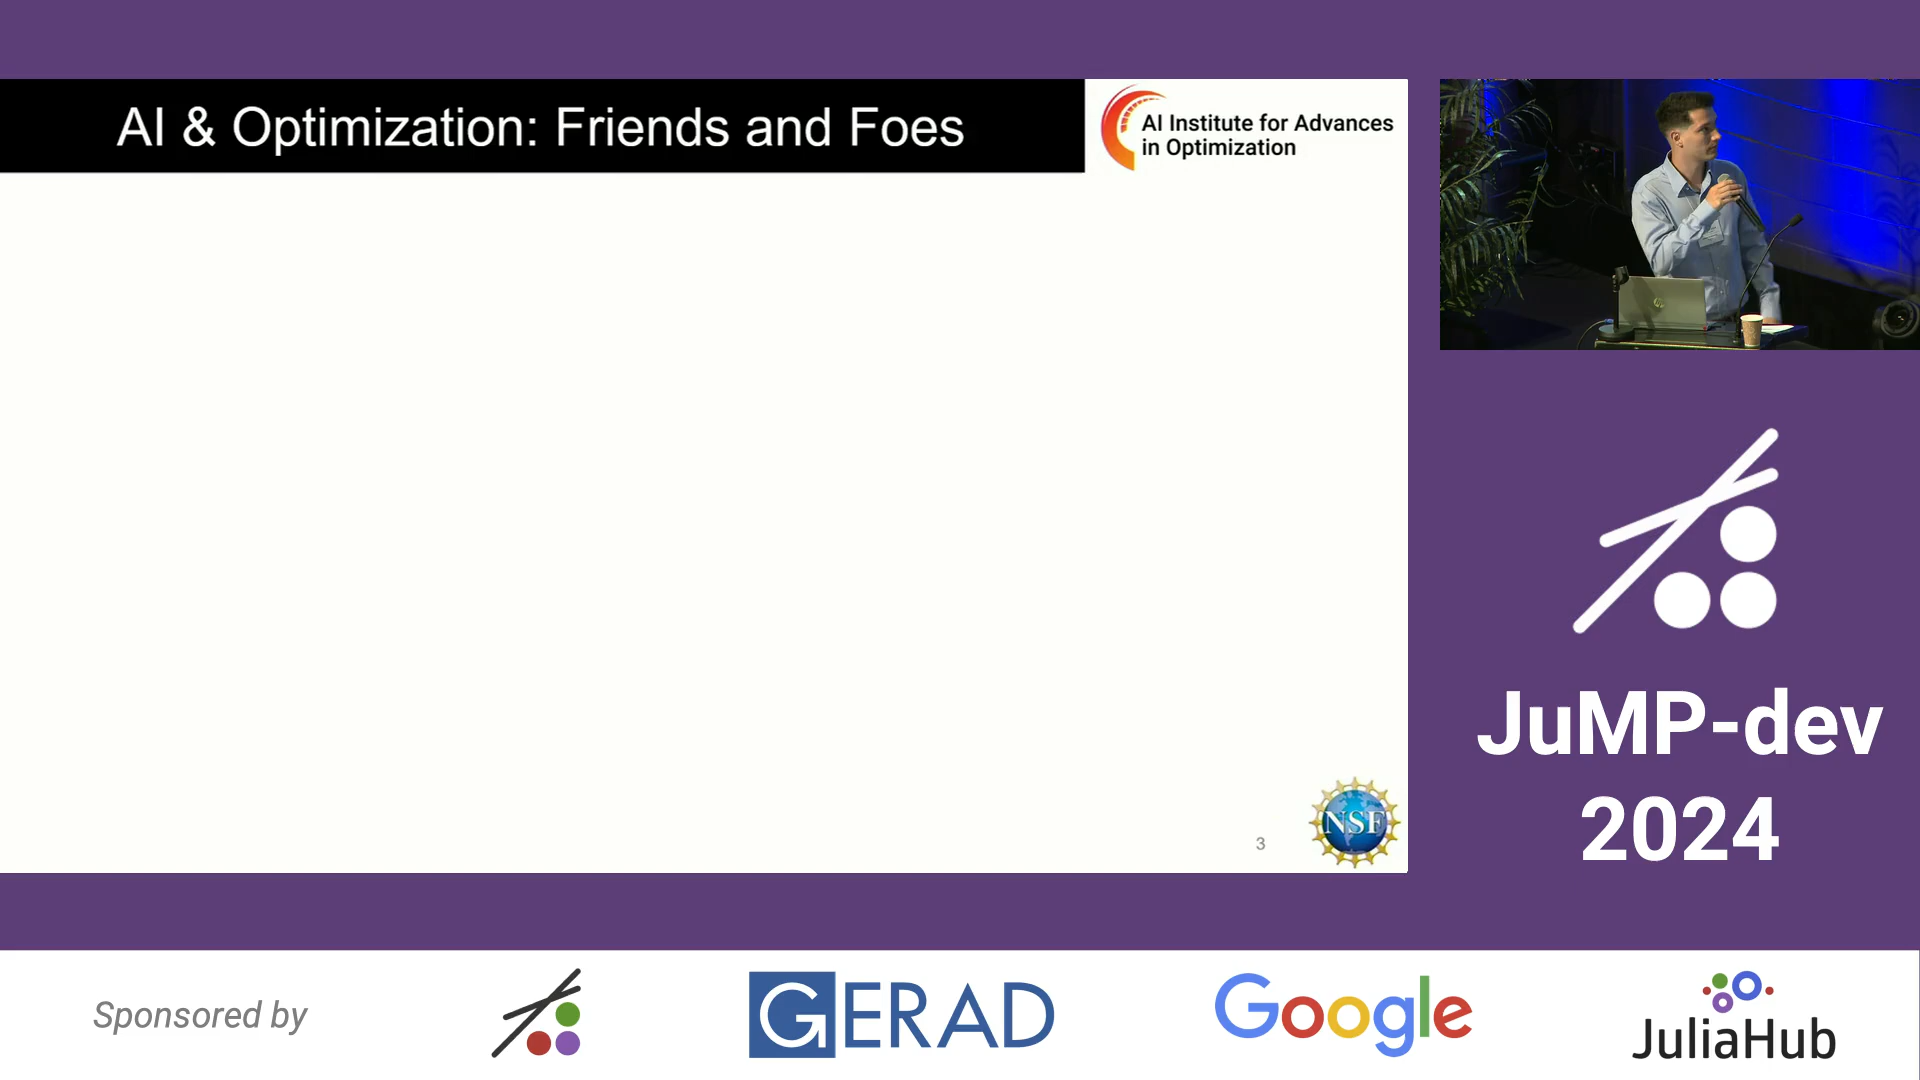 AI & Optimization: Friends and Foes
AI Institute for Advances
in Optimization
NSF
3
JuMP-dev
2024
Sponsored by
GERAD
Google
JuliaHub